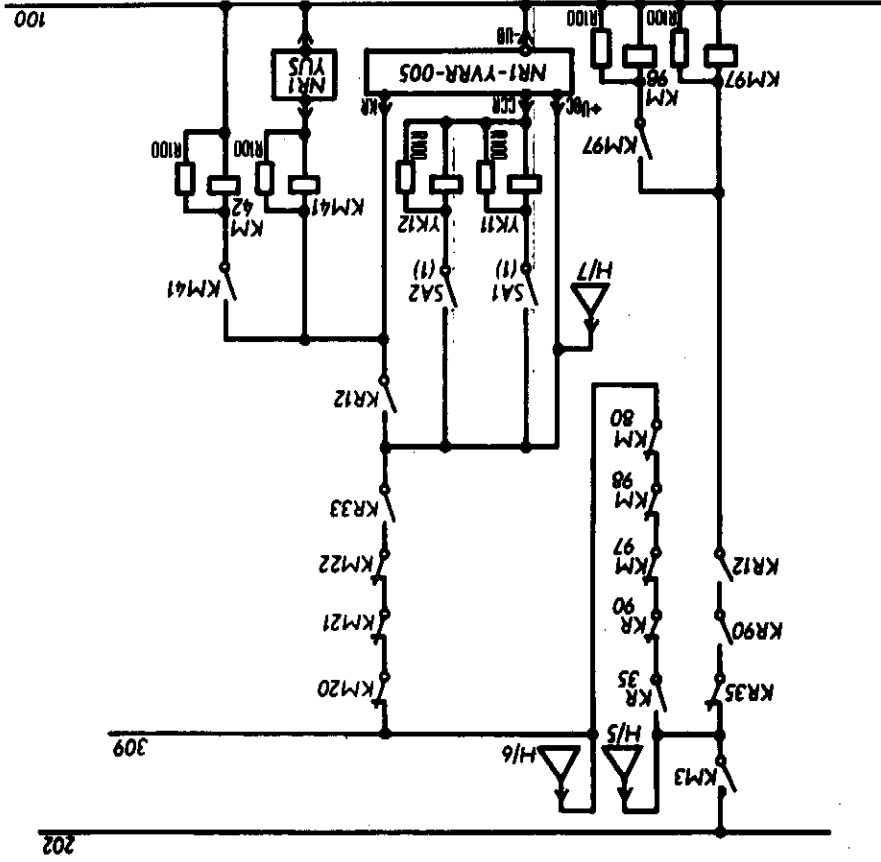 202
KM3
H/5
H/6
309
KR35
KR
35
KM20
KR90
KR
90
KM21
KR12
KM
97
KM22
KM
98
KR33
KM
80
KR12
H/7
SA1
(1)
SA2
(1)
KM41
YK11
YK12
KM41
KM
42
R100
R100
R100
R100
KM97
+UBC
CCR
KR
KM97
KM
98
NR1-YVRR-005
NR1
YUS
R100
R100
-UB
100